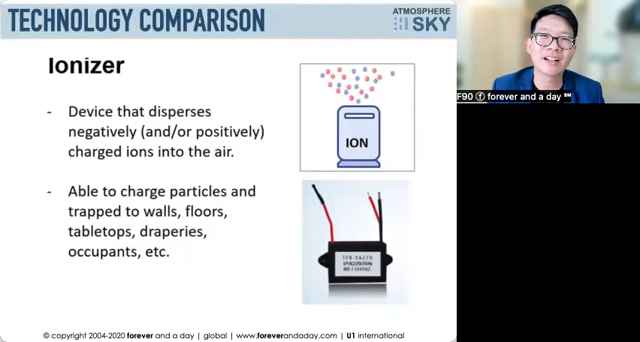 TECHNOLOGY COMPARISON
ATMOSPHERE
SKY
Ionizer
- Device that disperses
negatively (and/or positively)
charged ions into the air.
- Able to charge particles and
trapped to walls, floors,
tabletops, draperies,
occupants, etc.
ION
F90 ⓕ forever and a day ℠
© copyright 2004-2020 forever and a day | global | www.foreverandaday.com | U1 international